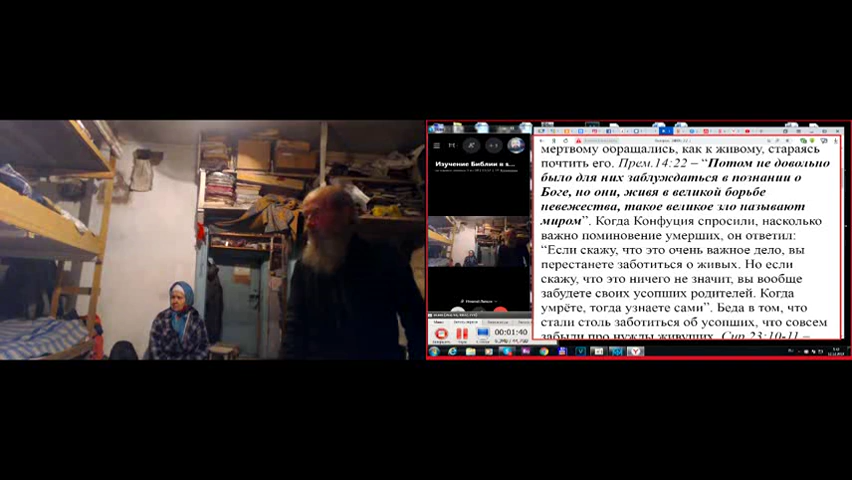 Изучение Библии в з...
мертвому обращались, как к живому, стараясь
почтить его. Прем.14:22 – “Потом не довольно
было для них заблуждаться в познании о
Боге, но они, живя в великой борьбе
невежества, такое великое зло называют
миром”. Когда Конфуция спросили, насколько
важно поминовение умерших, он ответил:
“Если скажу, что это очень важное дело, вы
перестанете заботиться о живых. Но если
скажу, что это ничего не значит, вы вообще
забудете своих усопших родителей. Когда
умрёте, тогда узнаете сами”. Беда в том, что
стали столь заботиться об усопших, что совсем
забыли про нужды живущих. Сир.23:10-11 –
00:01:40